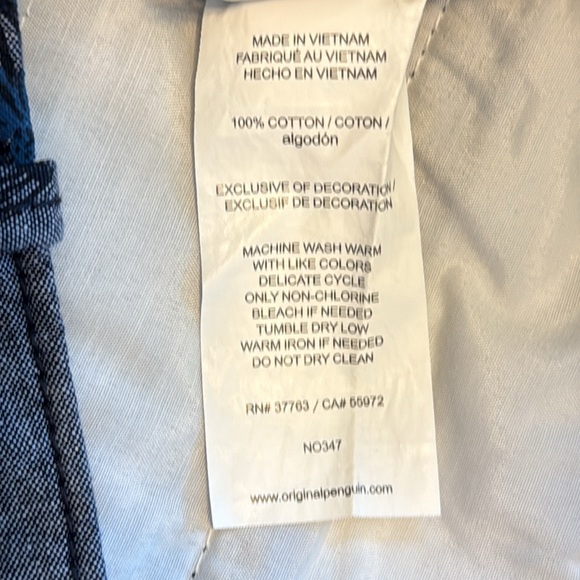 MADE IN VIETNAM
FABRIQUÉ AU VIETNAM
HECHO EN VIETNAM
100% COTTON / COTON /
algodón
EXCLUSIVE OF DECORATION/
EXCLUSIF DE DECORATION
MACHINE WASH WARM
WITH LIKE COLORS
DELICATE CYCLE
ONLY NON-CHLORINE
BLEACH IF NEEDED
TUMBLE DRY LOW
WARM IRON IF NEEDED
DO NOT DRY CLEAN
RN# 37763 / CA# 55972
NO347
www.originalpenguin.com